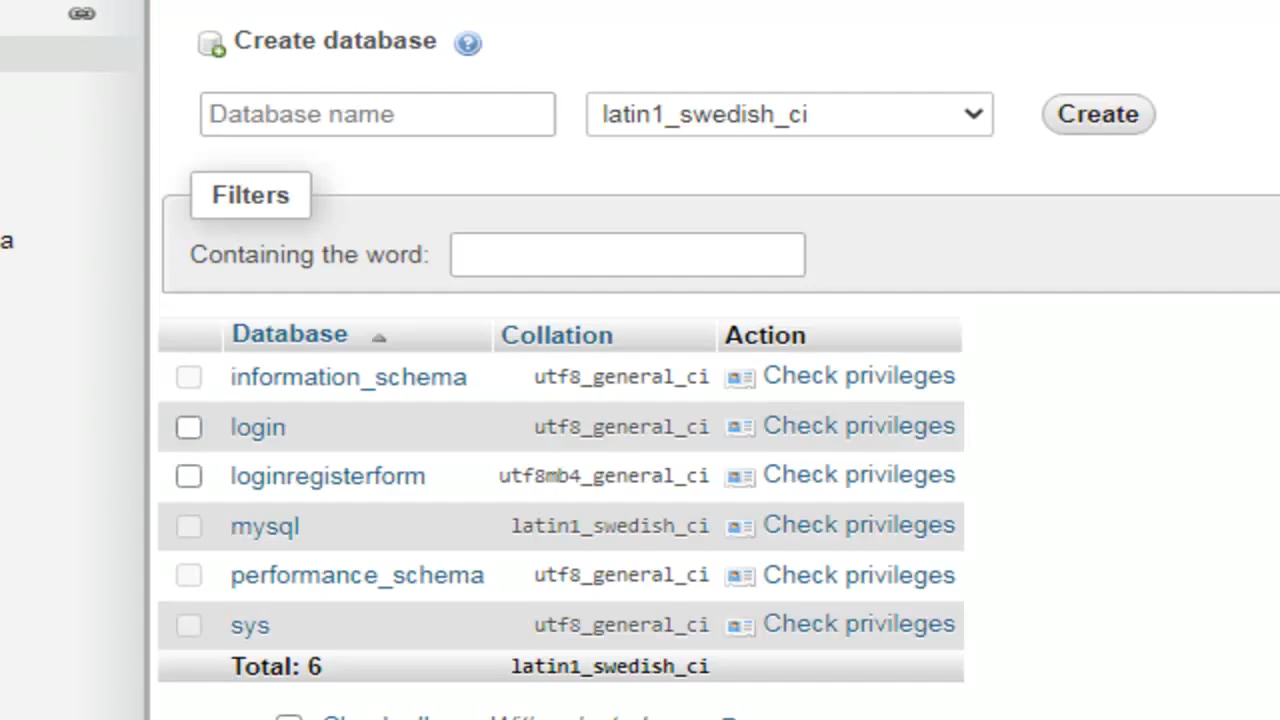 Create database
Database name latin1_swedish_ci Create
Filters
a
Containing the word:
Database Collation Action
information_schema utf8_general_ci Check privileges
login utf8_general_ci Check privileges
loginregisterform utf8mb4_general_ci Check privileges
mysql latin1_swedish_ci Check privileges
performance_schema utf8_general_ci Check privileges
sys utf8_general_ci Check privileges
Total: 6 latin1_swedish_ci